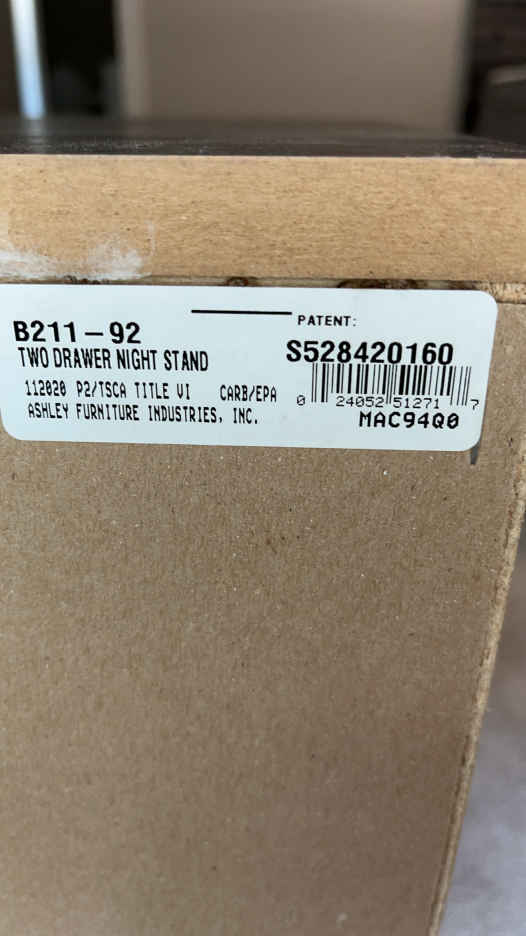 B211-92
TWO DRAWER NIGHT STAND
112020 P2/TSCA TITLE VI CARB/EPA
ASHLEY FURNITURE INDUSTRIES, INC.
PATENT:
S528420160
0 24052 51271 7
MAC94Q0